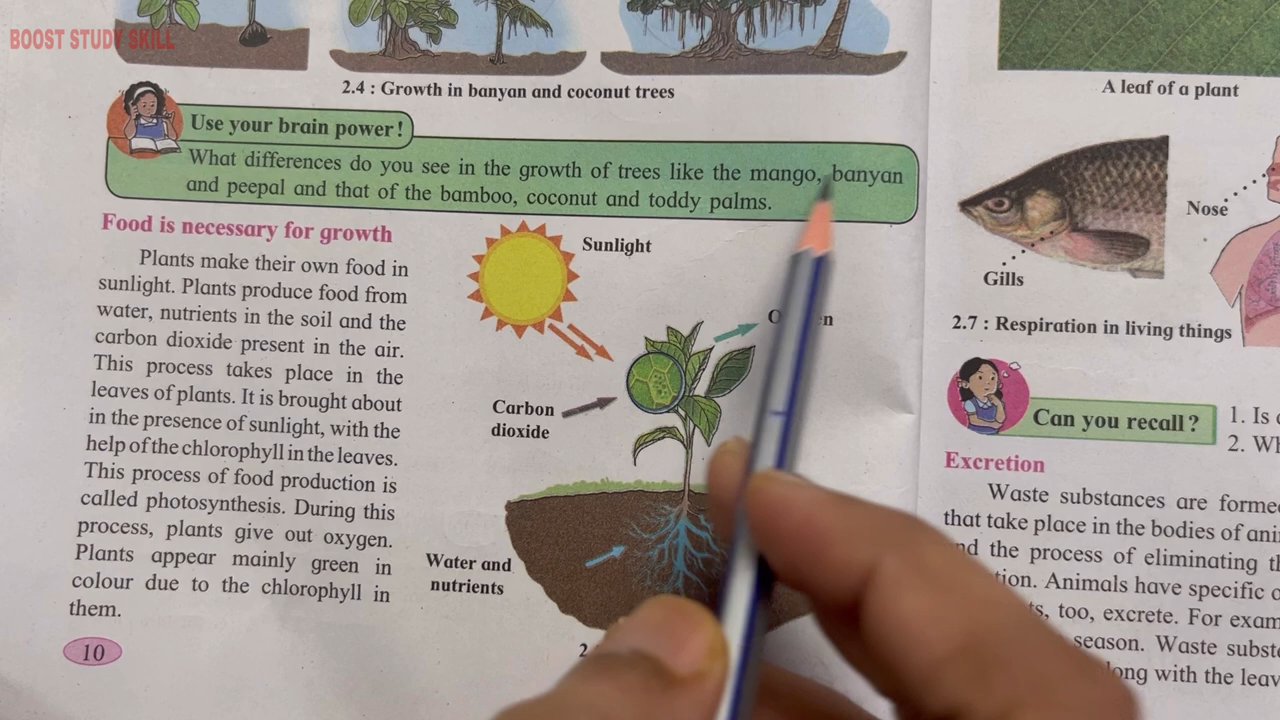 BOOST STUDY SKILL
2.4 : Growth in banyan and coconut trees
Use your brain power!
What differences do you see in the growth of trees like the mango, banyan
and peepal and that of the bamboo, coconut and toddy palms.
Food is necessary for growth
Plants make their own food in
sunlight. Plants produce food from
water, nutrients in the soil and the
carbon dioxide present in the air.
This process takes place in the
leaves of plants. It is brought about
in the presence of sunlight, with the
help of the chlorophyll in the leaves.
This process of food production is
called photosynthesis. During this
process, plants give out oxygen.
Plants appear mainly green in
colour due to the chlorophyll in
them.
10
Sunlight
Carbon
dioxide
Water and
nutrients
A leaf of a plant
Nose
Gills
2.7 : Respiration in living things
Can you recall?
1. Is
2.
Excretion
Waste substances are
that take place in the bodies of
the process of eliminating
Animals have specific
too, excrete. For
season. Waste
with the